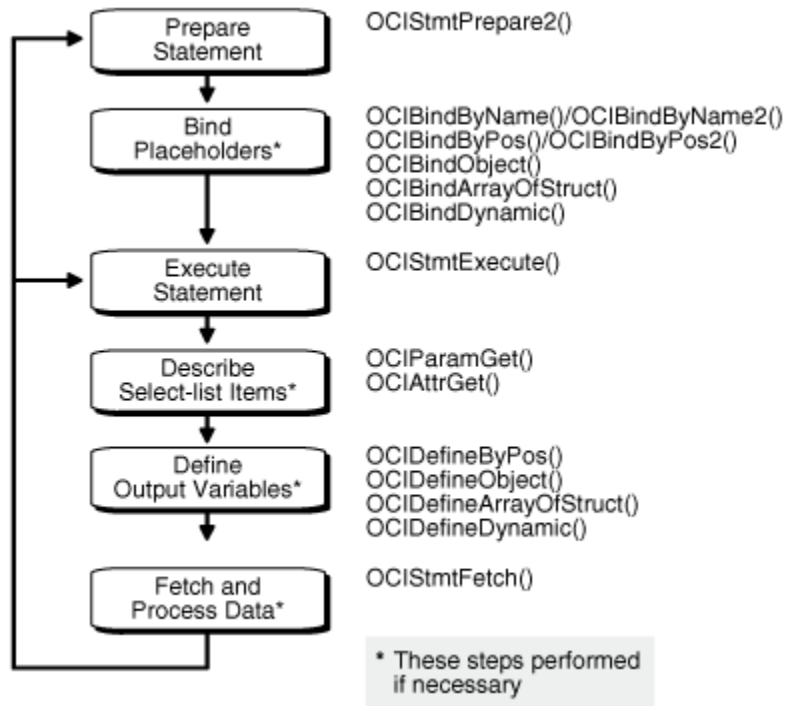 Prepare
Statement
OCIStmtPrepare2()
Bind
Placeholders*
OCIBindByName()/OCIBindByName2()
OCIBindByPos()/OCIBindByPos2()
OCIBindObject()
OCIBindArrayOfStruct()
OCIBindDynamic()
Execute
Statement
OCIStmtExecute()
Describe
Select-list Items*
OCIParamGet()
OCIAttrGet()
Define
Output Variables*
OCIDefineByPos()
OCIDefineObject()
OCIDefineArrayOfStruct()
OCIDefineDynamic()
Fetch and
Process Data*
OCIStmtFetch()
* These steps performed
if necessary